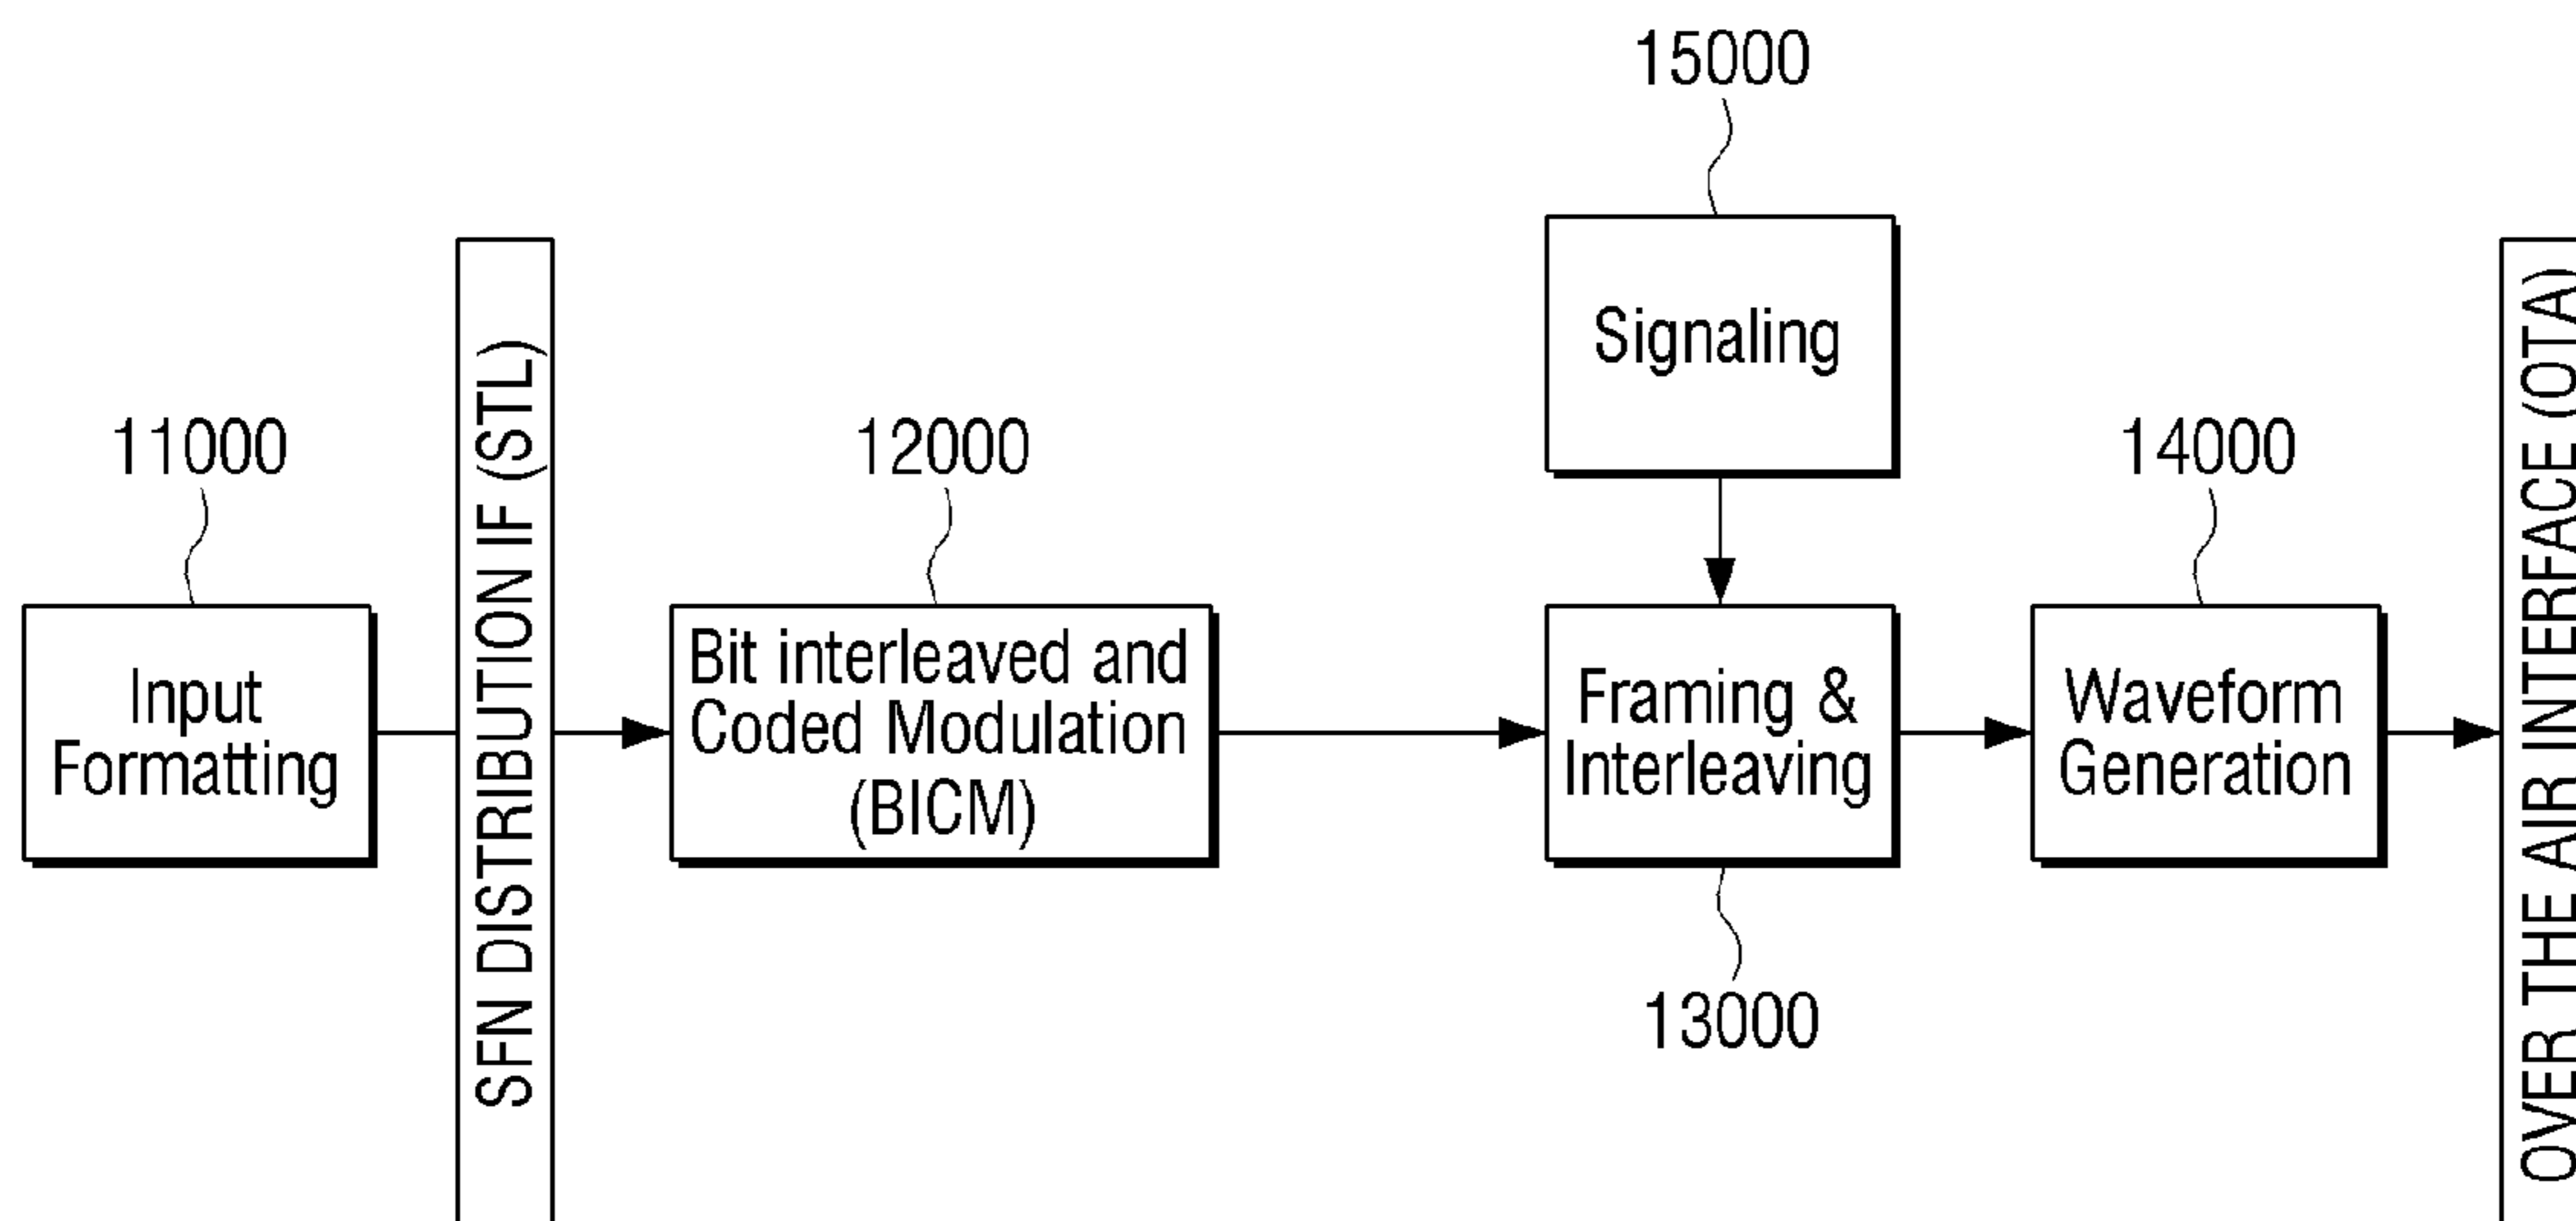 15000
Signaling
11000
12000
14000
Input
Formatting
SFN DISTRIBUTION IF (STL)
Bit interleaved and
Coded Modulation
(BICM)
Framing &
Interleaving
Waveform
Generation
OVER THE AIR INTERFACE (OTA)
13000